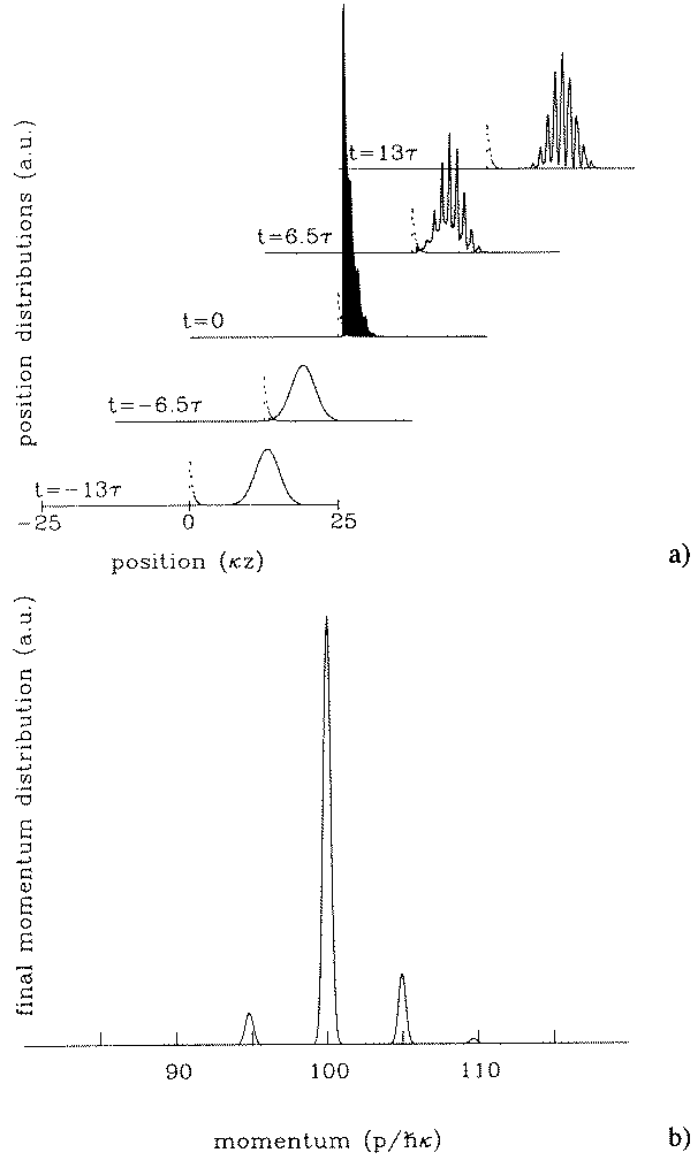 position distributions (a.u.)
t=13τ
t=6.5τ
t=0
t=−6.5τ
t=−13τ
−25
0
25
position (κz)
a)
final momentum distribution (a.u.)
90
100
110
momentum (p/ħκ)
b)